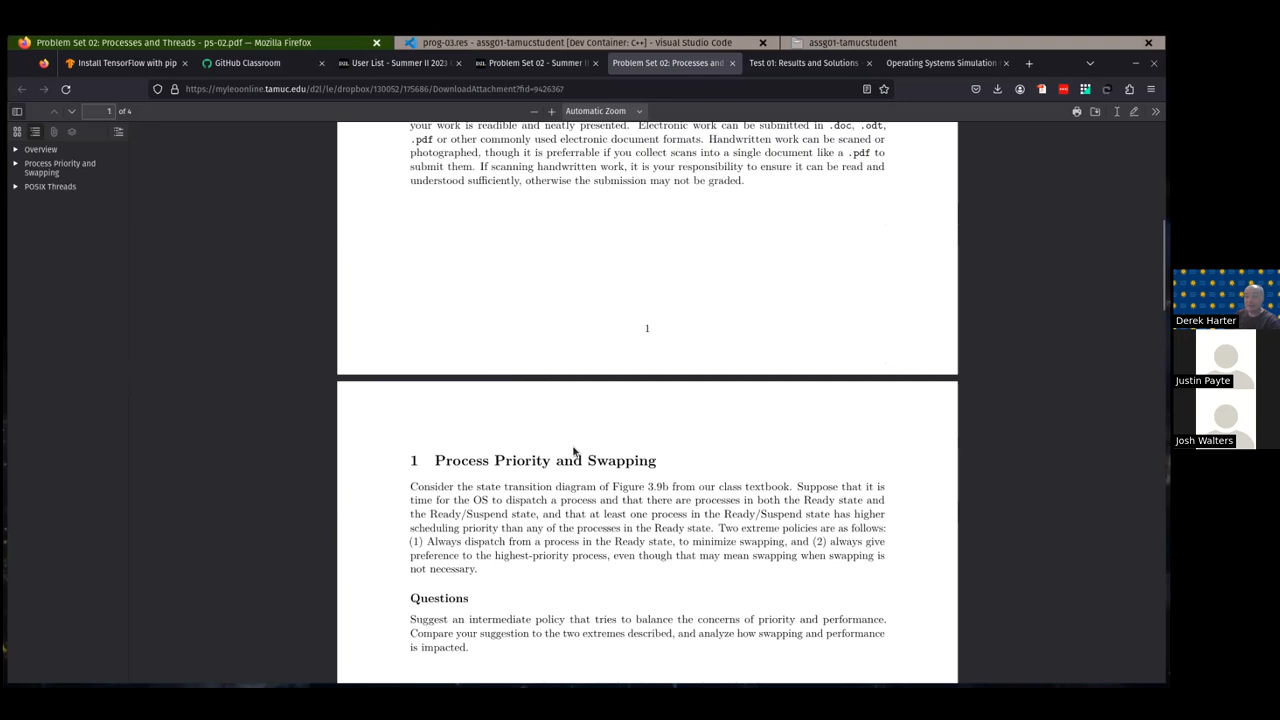 Problem Set 02: Processes and Threads - ps-02.pdf — Mozilla Firefox
prog-03.res - assg01-tamucstudent [Dev Container: C++] - Visual Studio Code
assg01-tamucstudent
Install TensorFlow with pip
GitHub Classroom
User List - Summer II 2023
Problem Set 02 - Summer II
Problem Set 02: Processes and
Test 01: Results and Solutions
Operating Systems Simulation
https://myleoonline.tamuc.edu/d2l/le/dropbox/130052/175686/DownloadAttachment?fid=9426367
1 of 4
Automatic Zoom
Overview
Process Priority and
Swapping
POSIX Threads
your work is readible and neatly presented. Electronic work can be submitted in .doc, .odt,
.pdf or other commonly used electronic document formats. Handwritten work can be scaned or
photographed, though it is preferrable if you collect scans into a single document like a .pdf to
submit them. If scanning handwritten work, it is your responsibility to ensure it can be read and
understood sufficiently, otherwise the submission may not be graded.
1
1 Process Priority and Swapping
Consider the state transition diagram of Figure 3.9b from our class textbook. Suppose that it is
time for the OS to dispatch a process and that there are processes in both the Ready state and
the Ready/Suspend state, and that at least one process in the Ready/Suspend state has higher
scheduling priority than any of the processes in the Ready state. Two extreme policies are as follows:
(1) Always dispatch from a process in the Ready state, to minimize swapping, and (2) always give
preference to the highest-priority process, even though that may mean swapping when swapping is
not necessary.
Questions
Suggest an intermediate policy that tries to balance the concerns of priority and performance.
Compare your suggestion to the two extremes described, and analyze how swapping and performance
is impacted.
Derek Harter
Justin Payte
Josh Walters